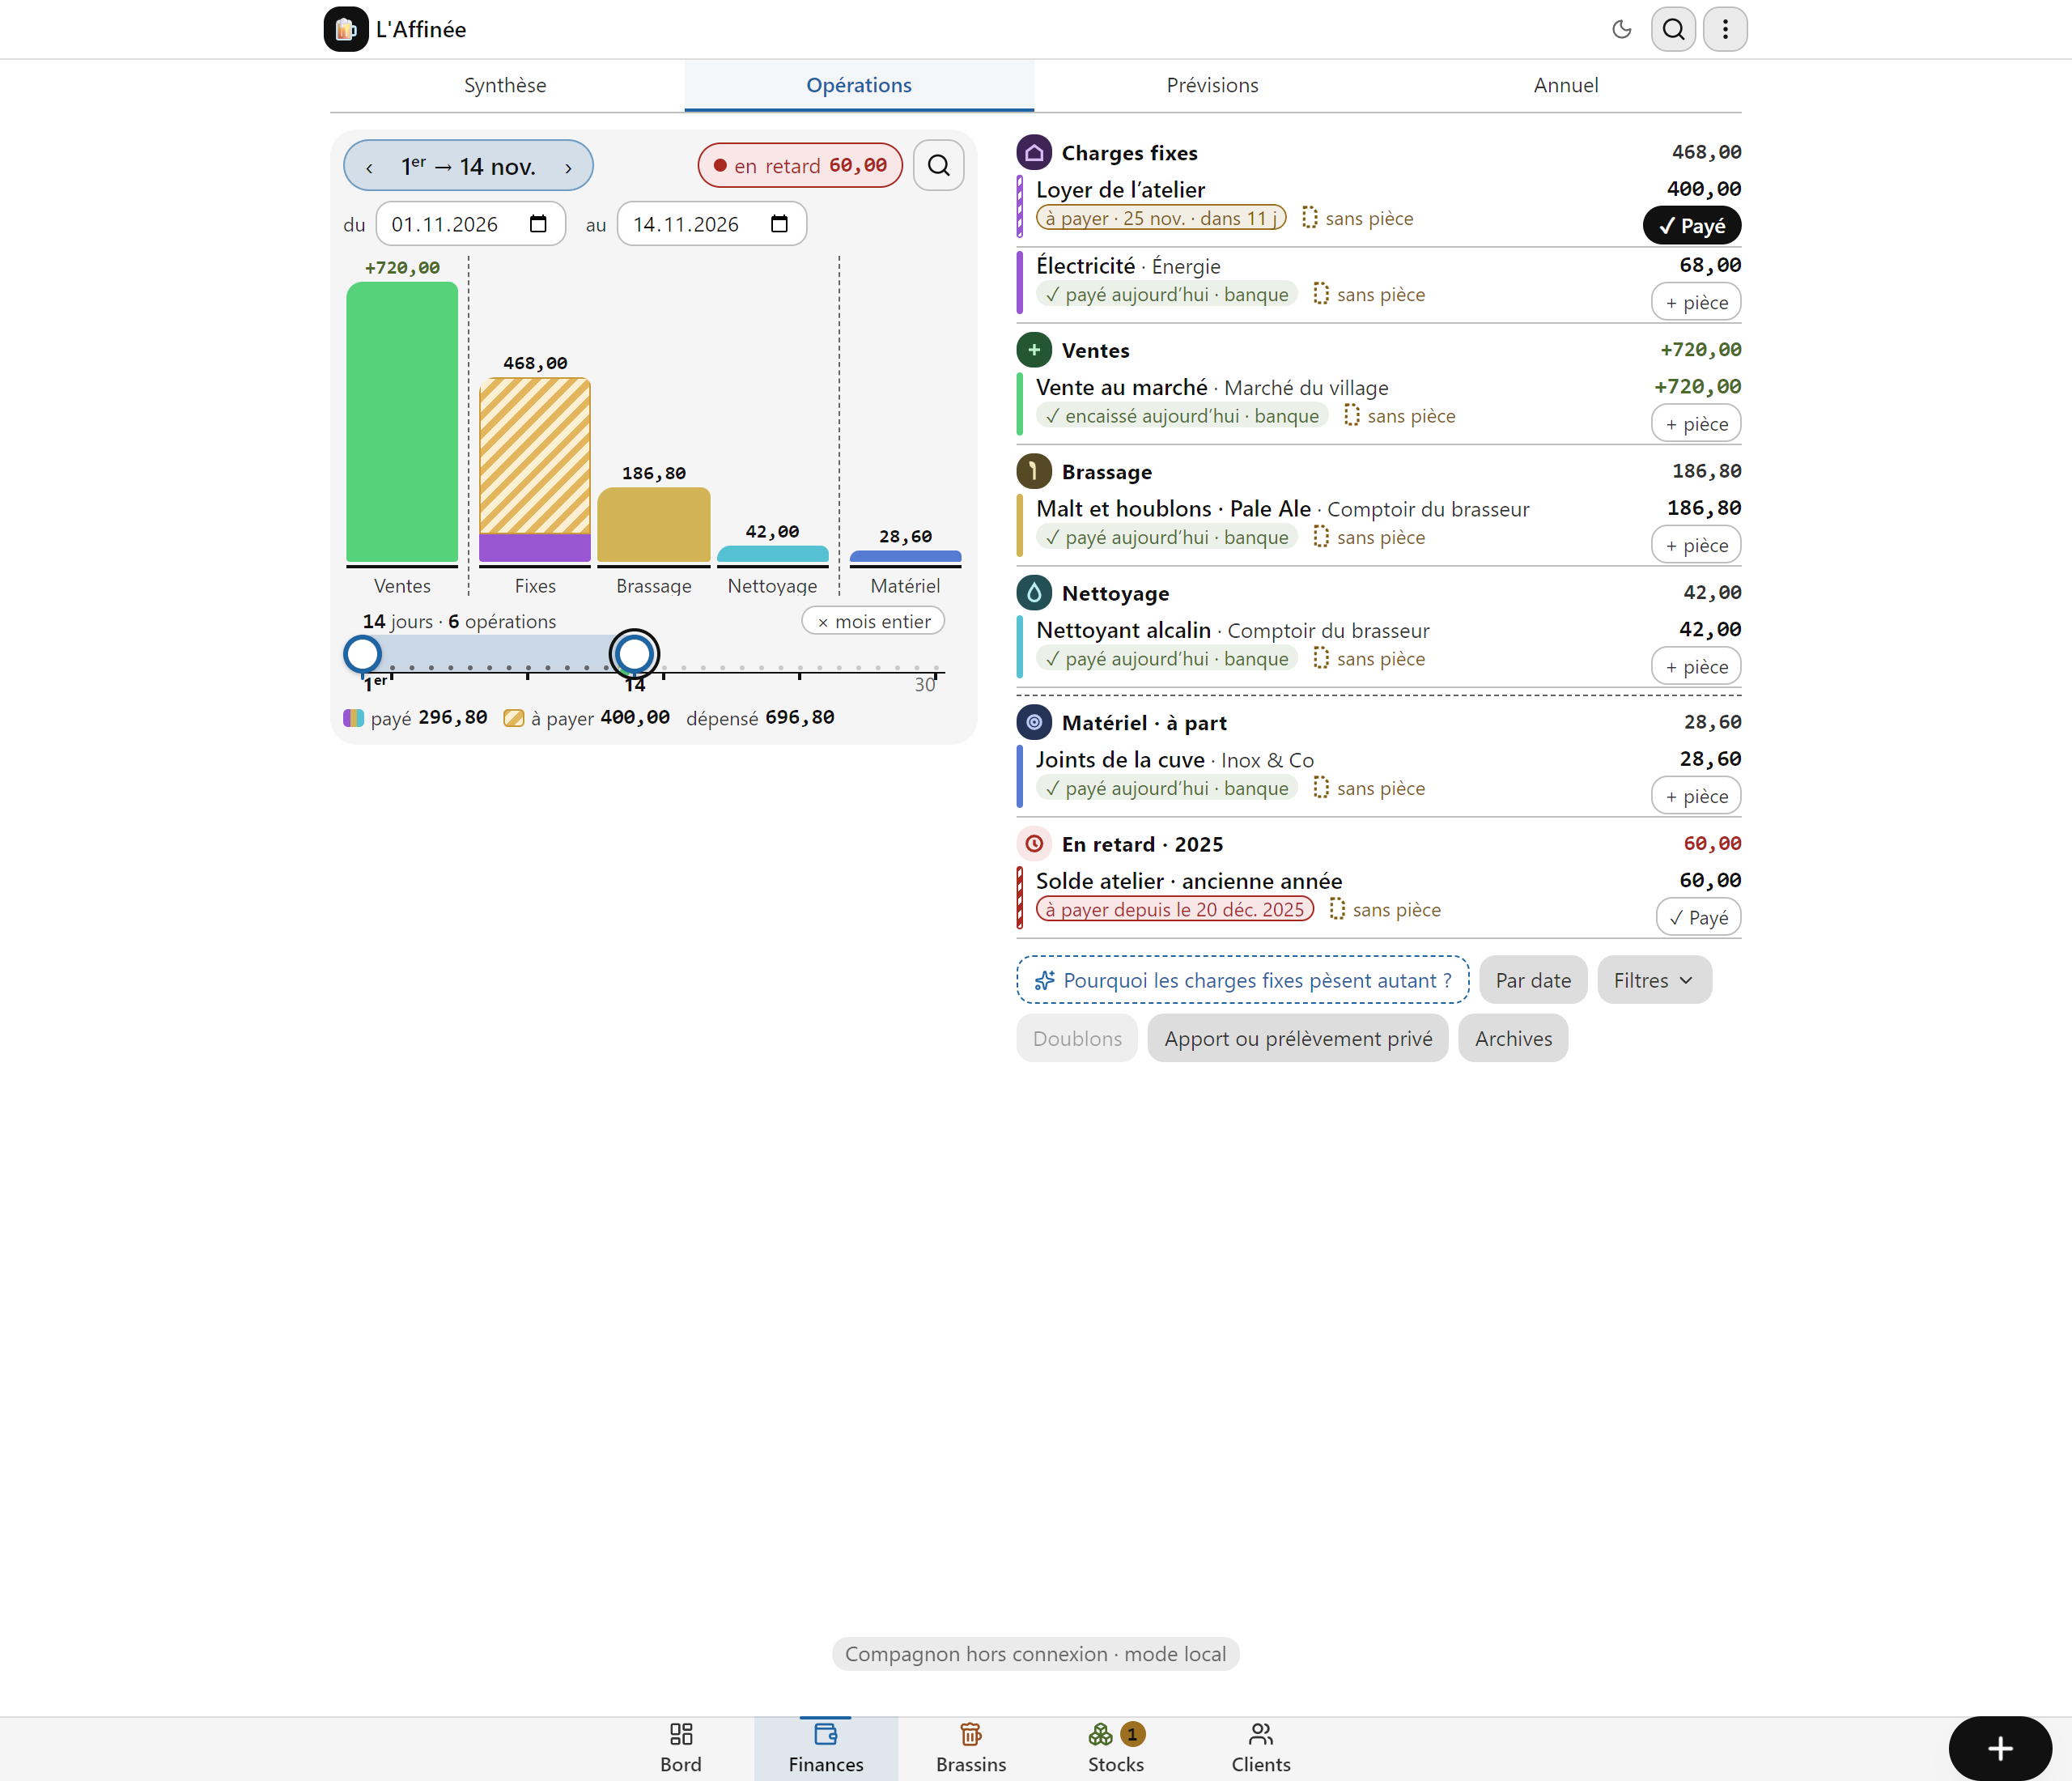 L'Affinée
Synthèse
Opérations
Prévisions
Annuel
‹ 1er → 14 nov. ›
en retard 60,00
du 01.11.2026 au 14.11.2026
+720,00
468,00
186,80
42,00
28,60
Ventes
Fixes
Brassage
Nettoyage
Matériel
14 jours · 6 opérations
× mois entier
1er
14
30
payé 296,80 à payer 400,00 dépensé 696,80
Charges fixes 468,00
Loyer de l’atelier 400,00
à payer · 25 nov. · dans 11 j sans pièce ✓ Payé
Électricité · Énergie 68,00
✓ payé aujourd’hui · banque sans pièce + pièce
Ventes +720,00
Vente au marché · Marché du village +720,00
✓ encaissé aujourd’hui · banque sans pièce + pièce
Brassage 186,80
Malt et houblons · Pale Ale · Comptoir du brasseur 186,80
✓ payé aujourd’hui · banque sans pièce + pièce
Nettoyage 42,00
Nettoyant alcalin · Comptoir du brasseur 42,00
✓ payé aujourd’hui · banque sans pièce + pièce
Matériel · à part 28,60
Joints de la cuve · Inox & Co 28,60
✓ payé aujourd’hui · banque sans pièce + pièce
En retard · 2025 60,00
Solde atelier · ancienne année 60,00
à payer depuis le 20 déc. 2025 sans pièce ✓ Payé
Pourquoi les charges fixes pèsent autant ?
Par date
Filtres
Doublons
Apport ou prélèvement privé
Archives
Compagnon hors connexion · mode local
Bord
Finances
Brassins
1
Stocks
Clients
+